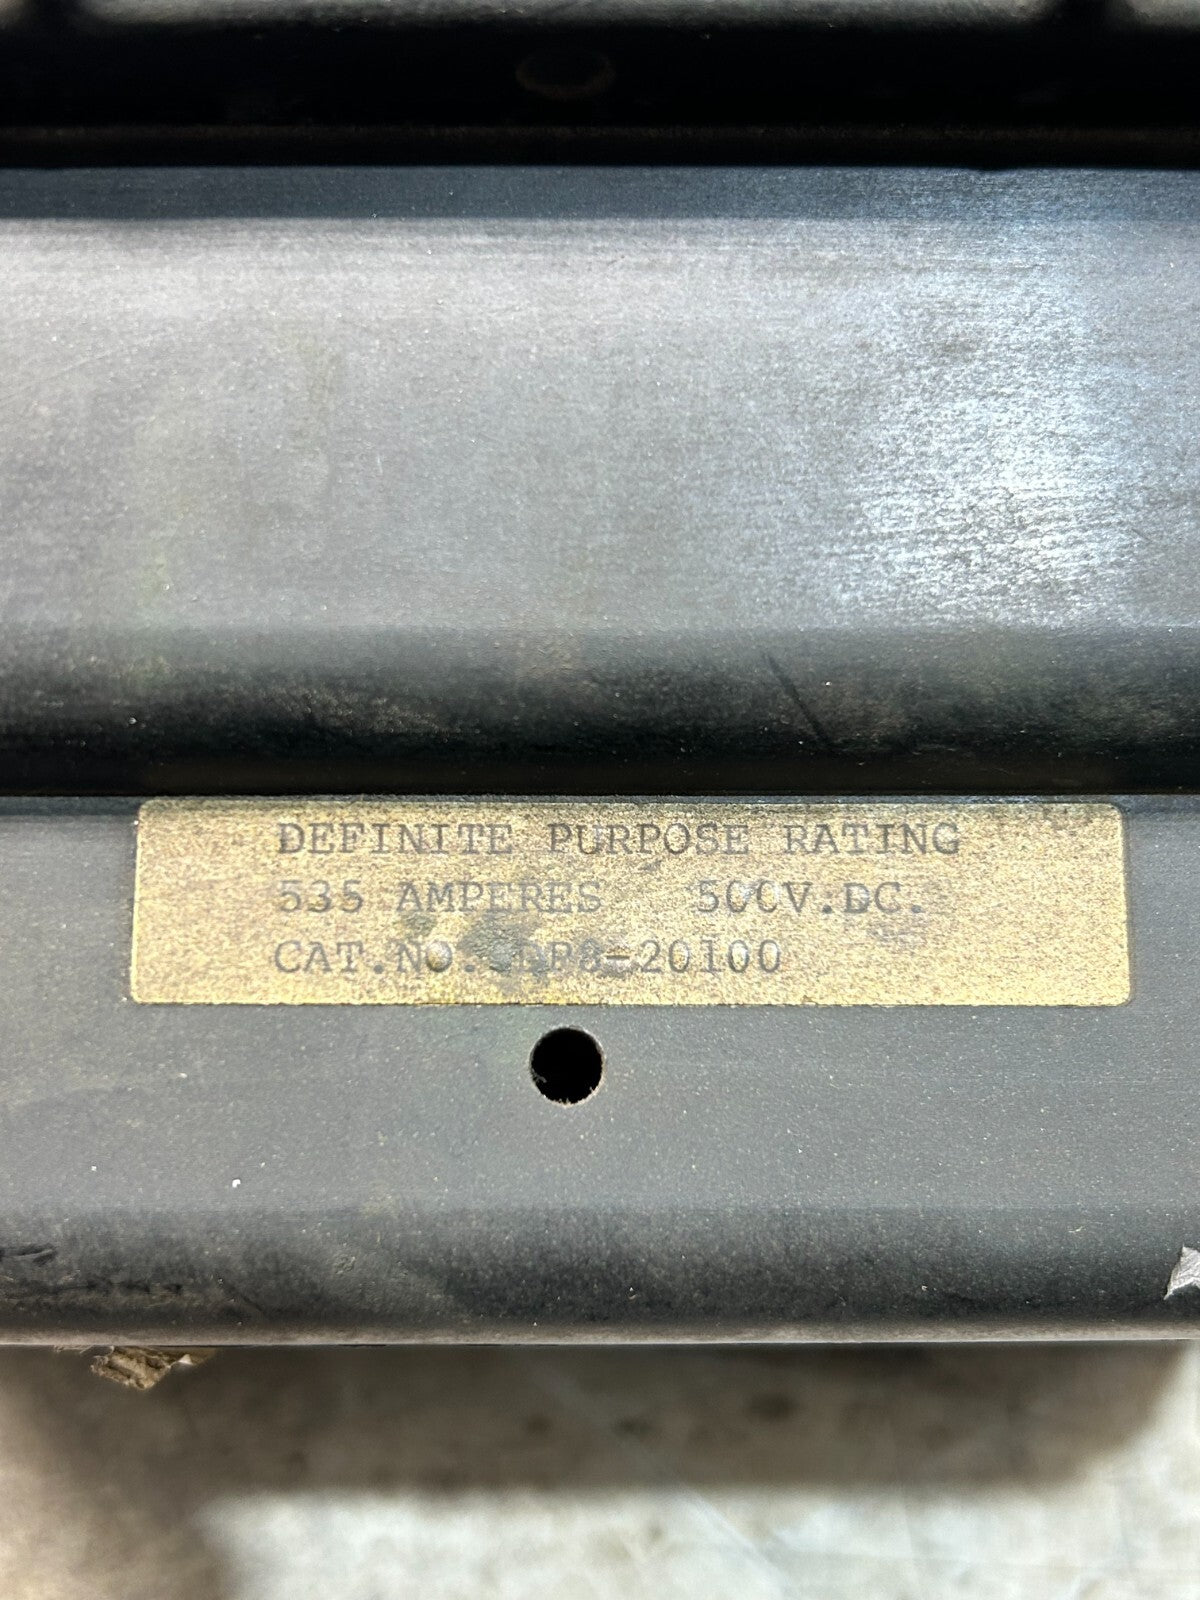 DEFINITE PURPOSE RATING
535 AMPERES 500V.DC.
CAT.NO.